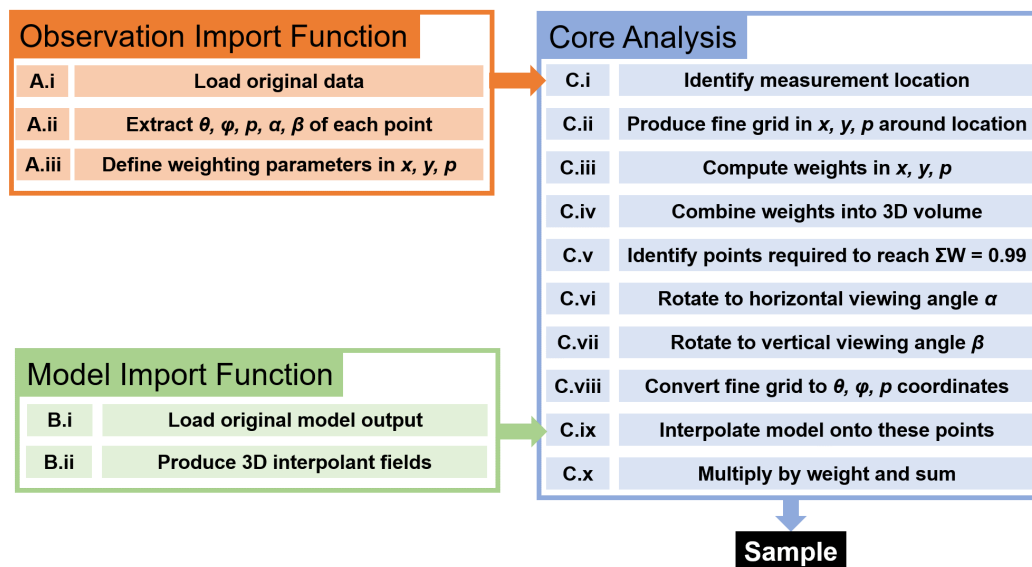 Observation Import Function
A.i Load original data
A.ii Extract θ, φ, p, α, β of each point
A.iii Define weighting parameters in x, y, p
Model Import Function
B.i Load original model output
B.ii Produce 3D interpolant fields
Core Analysis
C.i Identify measurement location
C.ii Produce fine grid in x, y, p around location
C.iii Compute weights in x, y, p
C.iv Combine weights into 3D volume
C.v Identify points required to reach ΣW = 0.99
C.vi Rotate to horizontal viewing angle α
C.vii Rotate to vertical viewing angle β
C.viii Convert fine grid to θ, φ, p coordinates
C.ix Interpolate model onto these points
C.x Multiply by weight and sum
Sample